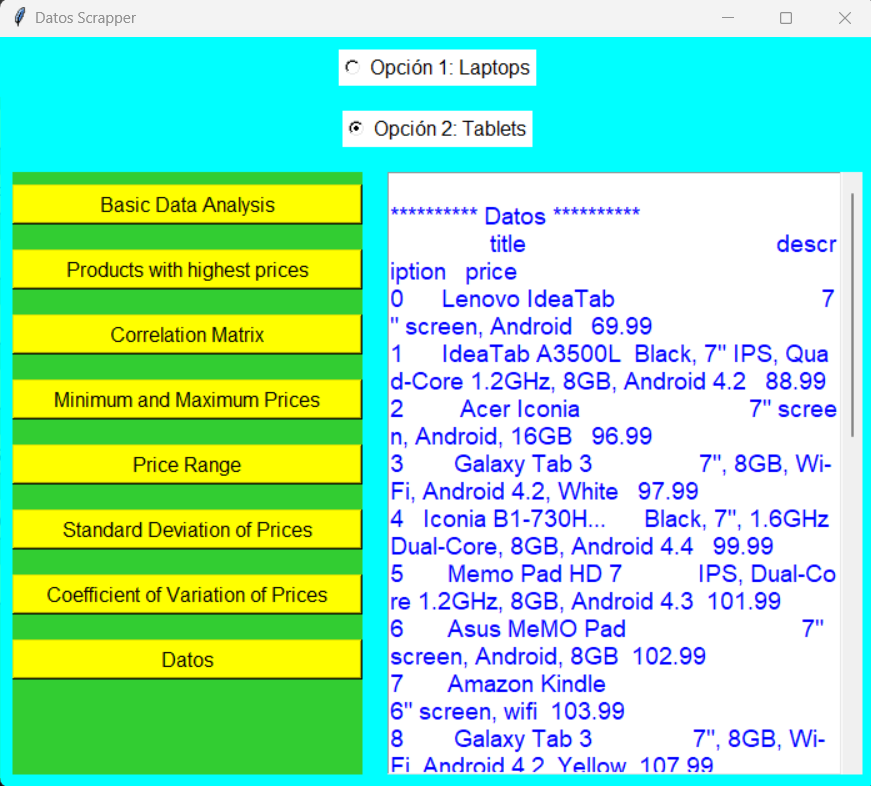 Datos Scrapper
Opción 1: Laptops
Opción 2: Tablets
Basic Data Analysis
Products with highest prices
Correlation Matrix
Minimum and Maximum Prices
Price Range
Standard Deviation of Prices
Coefficient of Variation of Prices
Datos
********** Datos **********
title descr
iption price
0 Lenovo IdeaTab 7
" screen, Android 69.99
1 IdeaTab A3500L Black, 7" IPS, Qua
d-Core 1.2GHz, 8GB, Android 4.2 88.99
2 Acer Iconia 7" scree
n, Android, 16GB 96.99
3 Galaxy Tab 3 7", 8GB, Wi-
Fi, Android 4.2, White 97.99
4 Iconia B1-730H... Black, 7", 1.6GHz
Dual-Core, 8GB, Android 4.4 99.99
5 Memo Pad HD 7 IPS, Dual-Co
re 1.2GHz, 8GB, Android 4.3 101.99
6 Asus MeMO Pad 7"
screen, Android, 8GB 102.99
7 Amazon Kindle
6" screen, wifi 103.99
8 Galaxy Tab 3 7", 8GB, Wi-
Fi, Android 4.2, Yellow 107.99